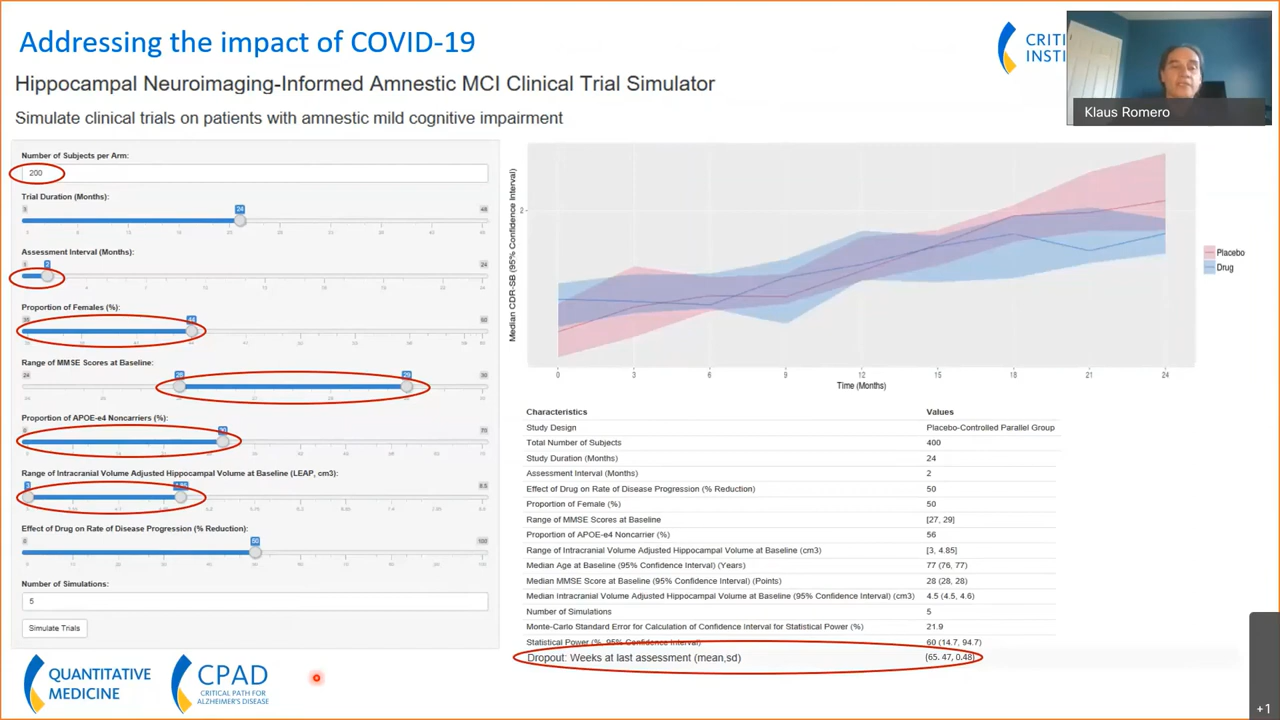 Addressing the impact of COVID-19
CRITI
INSTI
Klaus Romero
Hippocampal Neuroimaging-Informed Amnestic MCI Clinical Trial Simulator
Simulate clinical trials on patients with amnestic mild cognitive impairment
Number of Subjects per Arm:
200
Trial Duration (Months):
24
48
Assessment Interval (Months):
2
24
Proportion of Females (%):
44
Range of MMSE Scores at Baseline:
24
29
30
Proportion of APOE-e4 Noncarriers (%):
70
Range of Intracranial Volume Adjusted Hippocampal Volume at Baseline (LEAP, cm3):
3
8.5
Effect of Drug on Rate of Disease Progression (% Reduction):
0
50
100
Number of Simulations:
5
Simulate Trials
Median CDR-SB (95% Confidence Interval)
2
0 3 6 9 12 15 18 21 24
Time (Months)
Placebo
Drug
Characteristics Values
Study Design Placebo-Controlled Parallel Group
Total Number of Subjects 400
Study Duration (Months) 24
Assessment Interval (Months) 2
Effect of Drug on Rate of Disease Progression (% Reduction) 50
Proportion of Female (%) 50
Range of MMSE Scores at Baseline [27, 29]
Proportion of APOE-e4 Noncarrier (%) 56
Range of Intracranial Volume Adjusted Hippocampal Volume at Baseline (cm3) [3, 4.85]
Median Age at Baseline (95% Confidence Interval) (Years) 77 (76, 77)
Median MMSE Score at Baseline (95% Confidence Interval) (Points) 28 (28, 28)
Median Intracranial Volume Adjusted Hippocampal Volume at Baseline (95% Confidence Interval) (cm3) 4.5 (4.5, 4.6)
Number of Simulations 5
Monte-Carlo Standard Error for Calculation of Confidence Interval for Statistical Power (%) 21.9
Statistical Power (%, 95% Confidence Interval) 60 (14.7, 94.7)
Dropout: Weeks at last assessment (mean,sd) (65.47, 0.48)
QUANTITATIVE
MEDICINE
CPAD
CRITICAL PATH FOR
ALZHEIMER'S DISEASE
+1